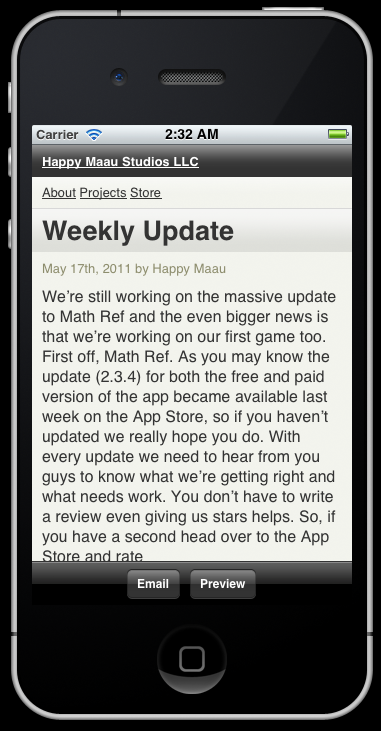 Carrier 2:32 AM
Happy Maau Studios LLC
About Projects Store
Weekly Update
May 17th, 2011 by Happy Maau
We’re still working on the massive update
to Math Ref and the even bigger news is
that we’re working on our first game too.
First off, Math Ref. As you may know the
update (2.3.4) for both the free and paid
version of the app became available last
week on the App Store, so if you haven’t
updated we really hope you do. With
every update we need to hear from you
guys to know what we’re getting right and
what needs work. You don’t have to write
a review even giving us stars helps. So, if
you have a second head over to the App
Store and rate
Email Preview